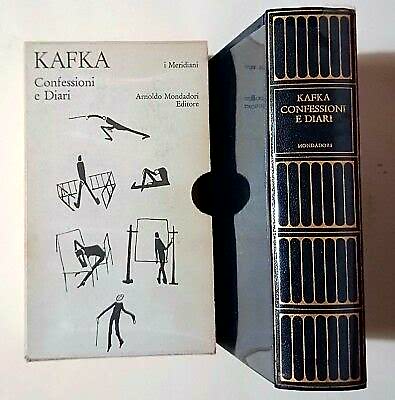 KAFKA
i Meridiani
Confessioni
e Diari
Arnoldo Mondadori
Editore
KAFKA
CONFESSIONI
E DIARI
MONDADORI